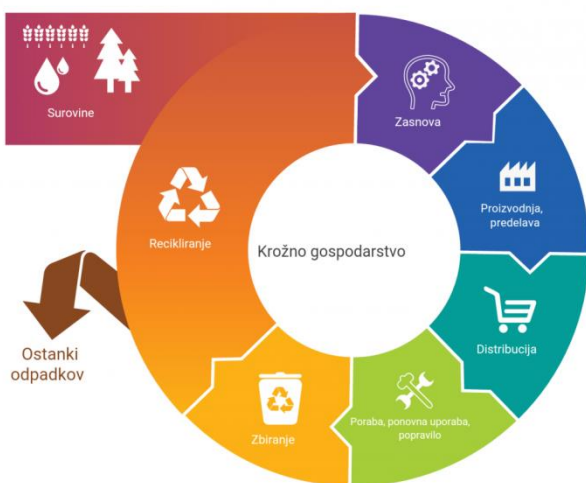 Surovine
Zasnova
Proizvodnja,
predelava
Distribucija
Poraba, ponovna uporaba,
popravilo
Zbiranje
Recikliranje
Krožno gospodarstvo
Ostanki
odpadkov